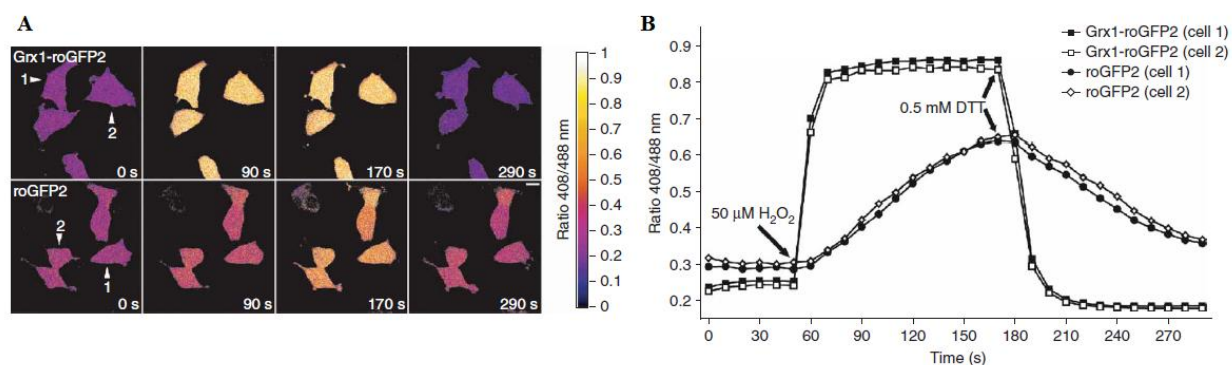 A
Grx1-roGFP2
1
2
0 s
90 s
170 s
290 s
roGFP2
2
1
0 s
90 s
170 s
290 s
1
0.9
0.8
0.7
0.6
0.5
0.4
0.3
0.2
0.1
0
Ratio 408/488 nm
B
Grx1-roGFP2 (cell 1)
Grx1-roGFP2 (cell 2)
roGFP2 (cell 1)
roGFP2 (cell 2)
0.9
0.8
0.7
0.6
0.5
0.4
0.3
0.2
Ratio 408/488 nm
0.5 mM DTT
50 μM H₂O₂
0 30 60 90 120 150 180 210 240 270
Time (s)